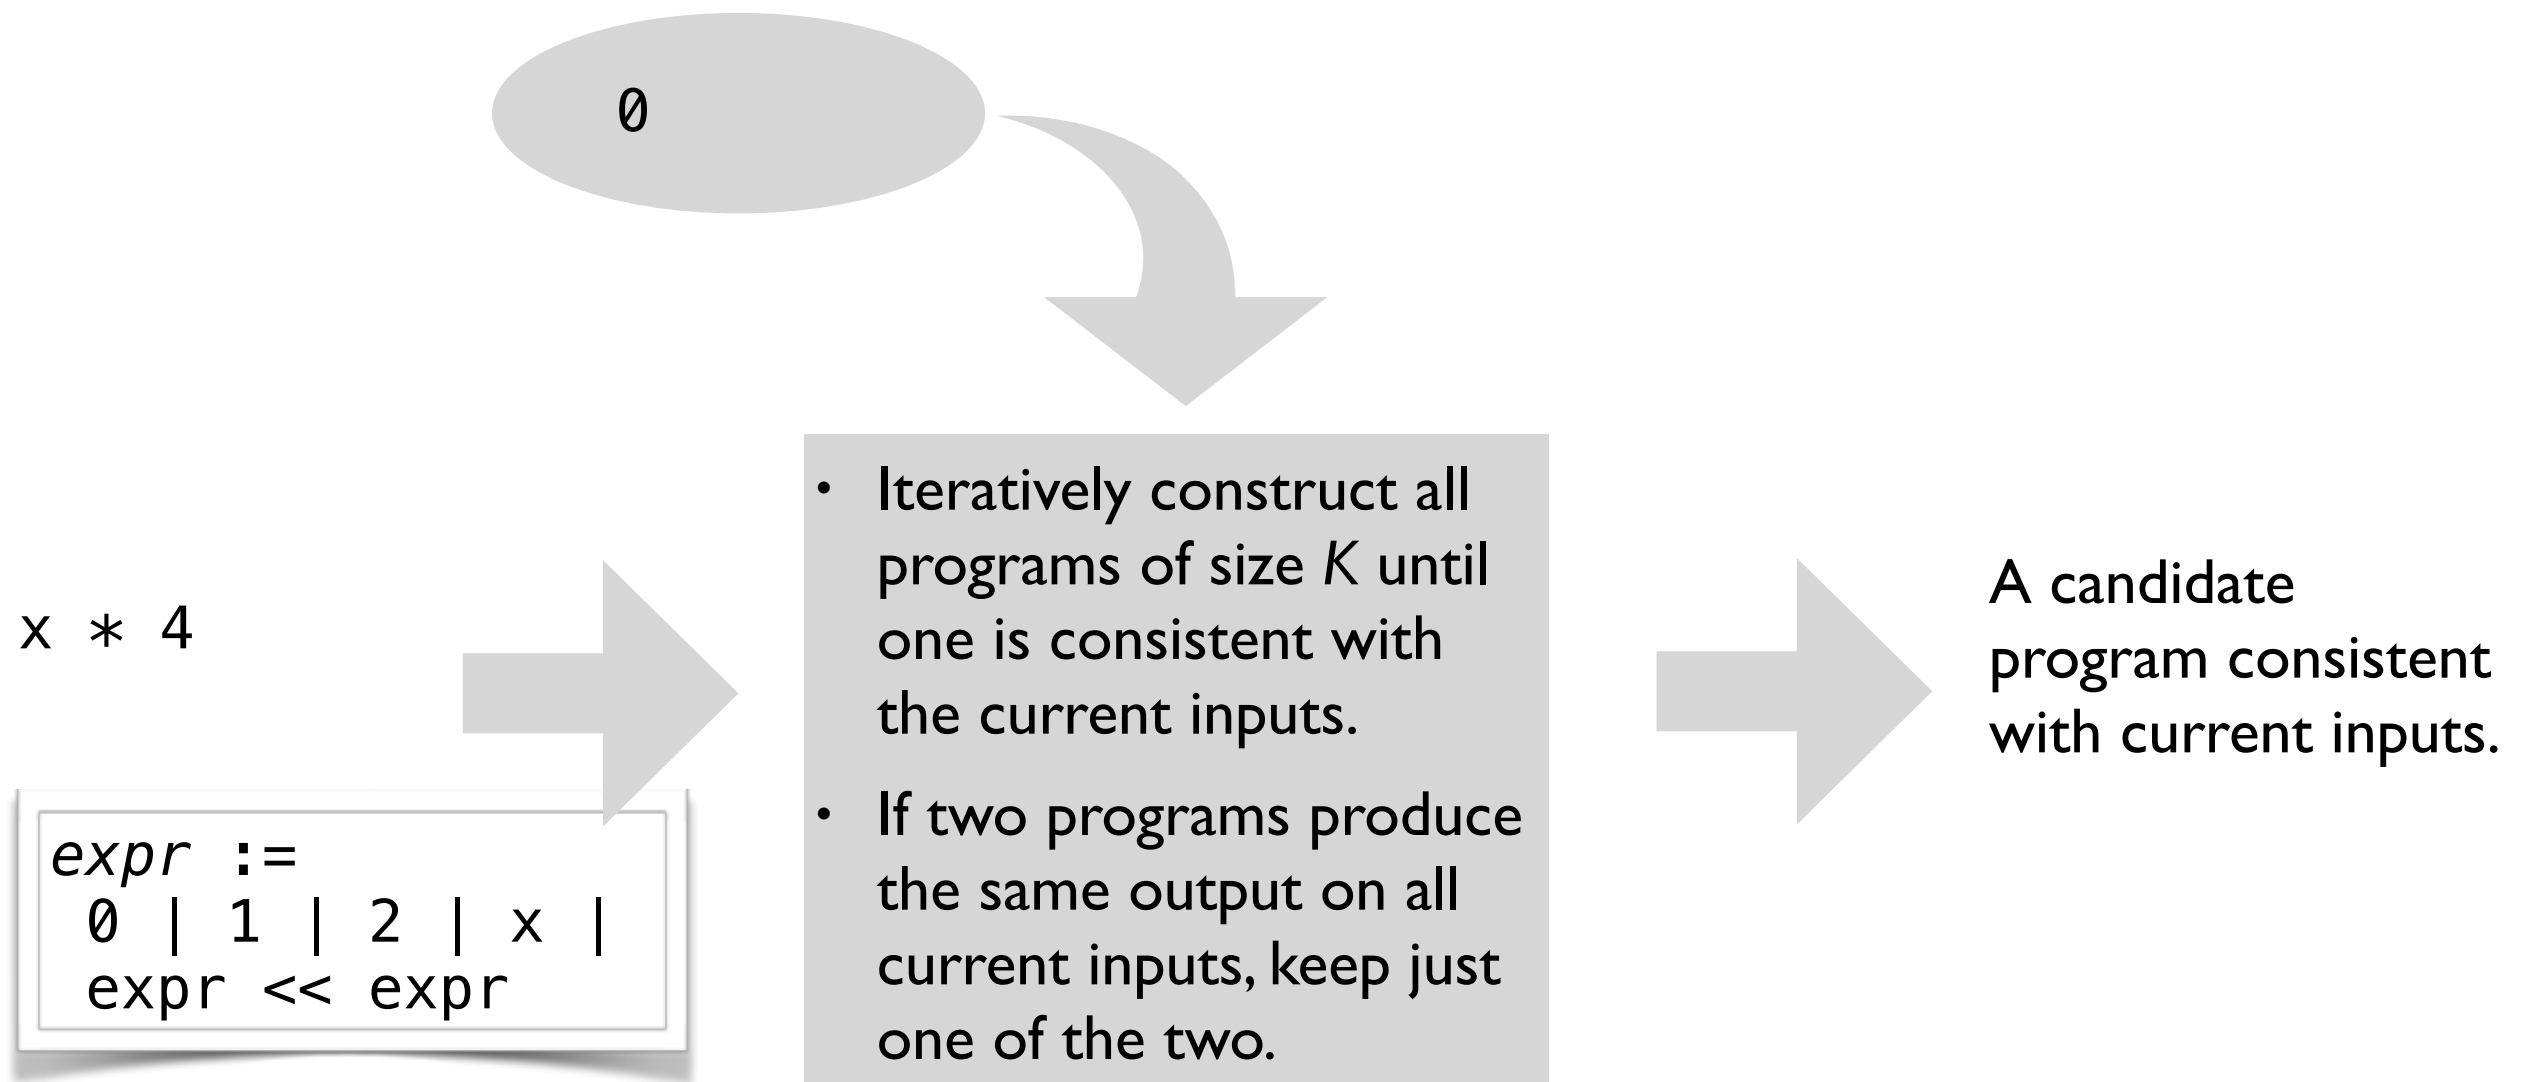 0
x * 4
expr :=
0 | 1 | 2 | x |
expr << expr
• Iteratively construct all
programs of size K until
one is consistent with
the current inputs.
• If two programs produce
the same output on all
current inputs, keep just
one of the two.
A candidate
program consistent
with current inputs.